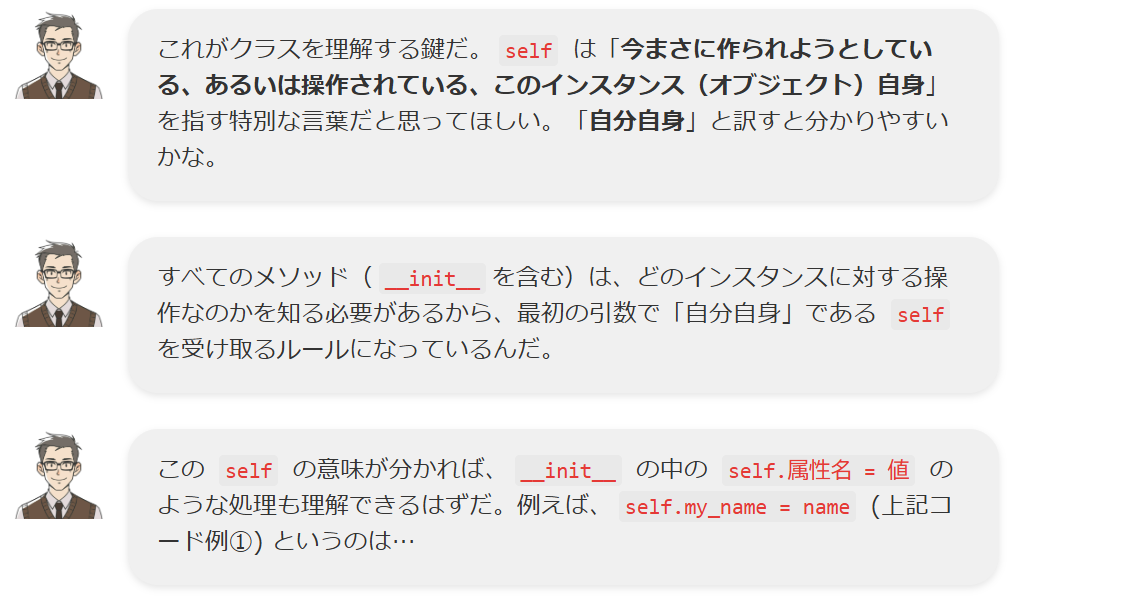 これがクラスを理解する鍵だ。 self は「今まさに作られようとしてい
る、あるいは操作されている、このインスタンス（オブジェクト）自身」
を指す特別な言葉だと思ってほしい。「自分自身」と訳すと分かりやすい
かな。
すべてのメソッド（ __init__ を含む）は、どのインスタンスに対する操
作なのかを知る必要があるから、最初の引数で「自分自身」である self
を受け取るルールになっているんだ。
この self の意味が分かれば、 __init__ の中の self.属性名 = 値 の
ような処理も理解できるはずだ。例えば、 self.my_name = name (上記コ
ード例①) というのは…